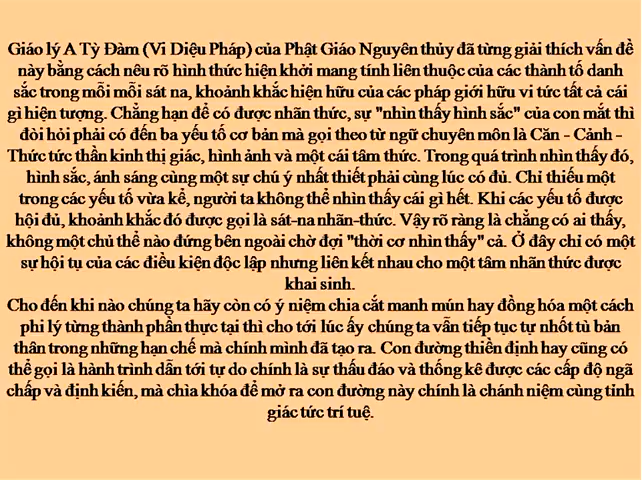 Giáo lý A Tỳ Đàm (Vi Diệu Pháp) của Phật Giáo Nguyên thủy đã từng giải thích vấn đề
này bằng cách nêu rõ hình thức hiện khởi mang tính liên thuộc của các thành tố danh
sắc trong mỗi mỗi sát na, khoảnh khắc hiện hữu của các pháp giới hữu vi tức tất cả cái
gì hiện tượng. Chẳng hạn để có được nhãn thức, sự "nhìn thấy hình sắc" của con mắt thì
đòi hỏi phải có đến ba yếu tố cơ bản mà gọi theo từ ngữ chuyên môn là Căn - Cảnh -
Thức tức thần kinh thị giác, hình ảnh và một cái tâm thức. Trong quá trình nhìn thấy đó,
hình sắc, ánh sáng cùng một sự chú ý nhất thiết phải cùng lúc có đủ. Chỉ thiếu một
trong các yếu tố vừa kể, người ta không thể nhìn thấy cái gì hết. Khi các yếu tố được
hội đủ, khoảnh khắc đó được gọi là sát-na nhãn-thức. Vậy rõ ràng là chẳng có ai thấy,
không một chủ thể nào đứng bên ngoài chờ đợi "thời cơ nhìn thấy" cả. Ở đây chỉ có một
sự hội tụ của các điều kiện độc lập nhưng liên kết nhau cho một tâm nhãn thức được
khai sinh.
Cho đến khi nào chúng ta hãy còn có ý niệm chia cắt manh mún hay đồng hóa một cách
phi lý từng thành phần thực tại thì cho tới lúc ấy chúng ta vẫn tiếp tục tự nhốt tù bản
thân trong những hạn chế mà chính mình đã tạo ra. Con đường thiền định hay cũng có
thể gọi là hành trình dẫn tới tự do chính là sự thấu đáo và thống kê được các cấp độ ngã
chấp và định kiến, mà chìa khóa để mở ra con đường này chính là chánh niệm cùng tỉnh
giác tức trí tuệ.